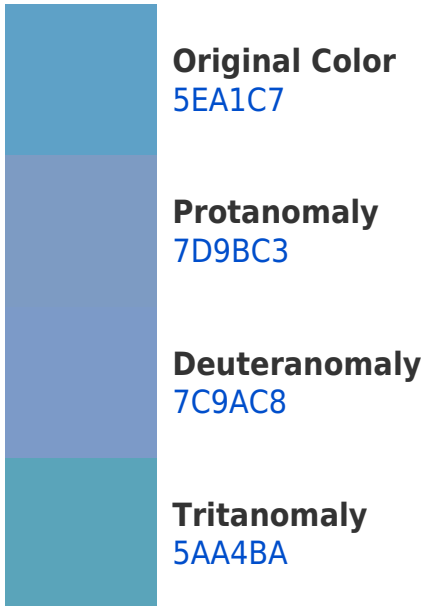 Original Color
5EA1C7
Protanomaly
7D9BC3
Deuteranomaly
7C9AC8
Tritanomaly
5AA4BA